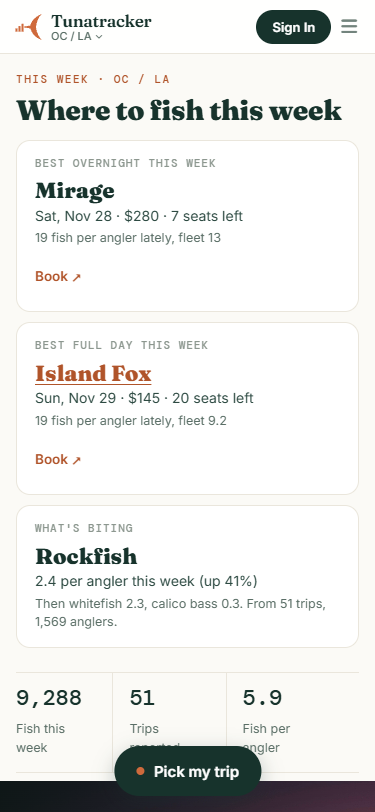 Tunatracker
OC / LA
Sign In
THIS WEEK · OC / LA
Where to fish this week
BEST OVERNIGHT THIS WEEK
Mirage
Sat, Nov 28 · $280 · 7 seats left
19 fish per angler lately, fleet 13
Book ↗
BEST FULL DAY THIS WEEK
Island Fox
Sun, Nov 29 · $145 · 20 seats left
19 fish per angler lately, fleet 9.2
Book ↗
WHAT'S BITING
Rockfish
2.4 per angler this week (up 41%)
Then whitefish 2.3, calico bass 0.3. From 51 trips,
1,569 anglers.
9,288 51 5.9
Fish this Trips Fish per
week angler
Pick my trip